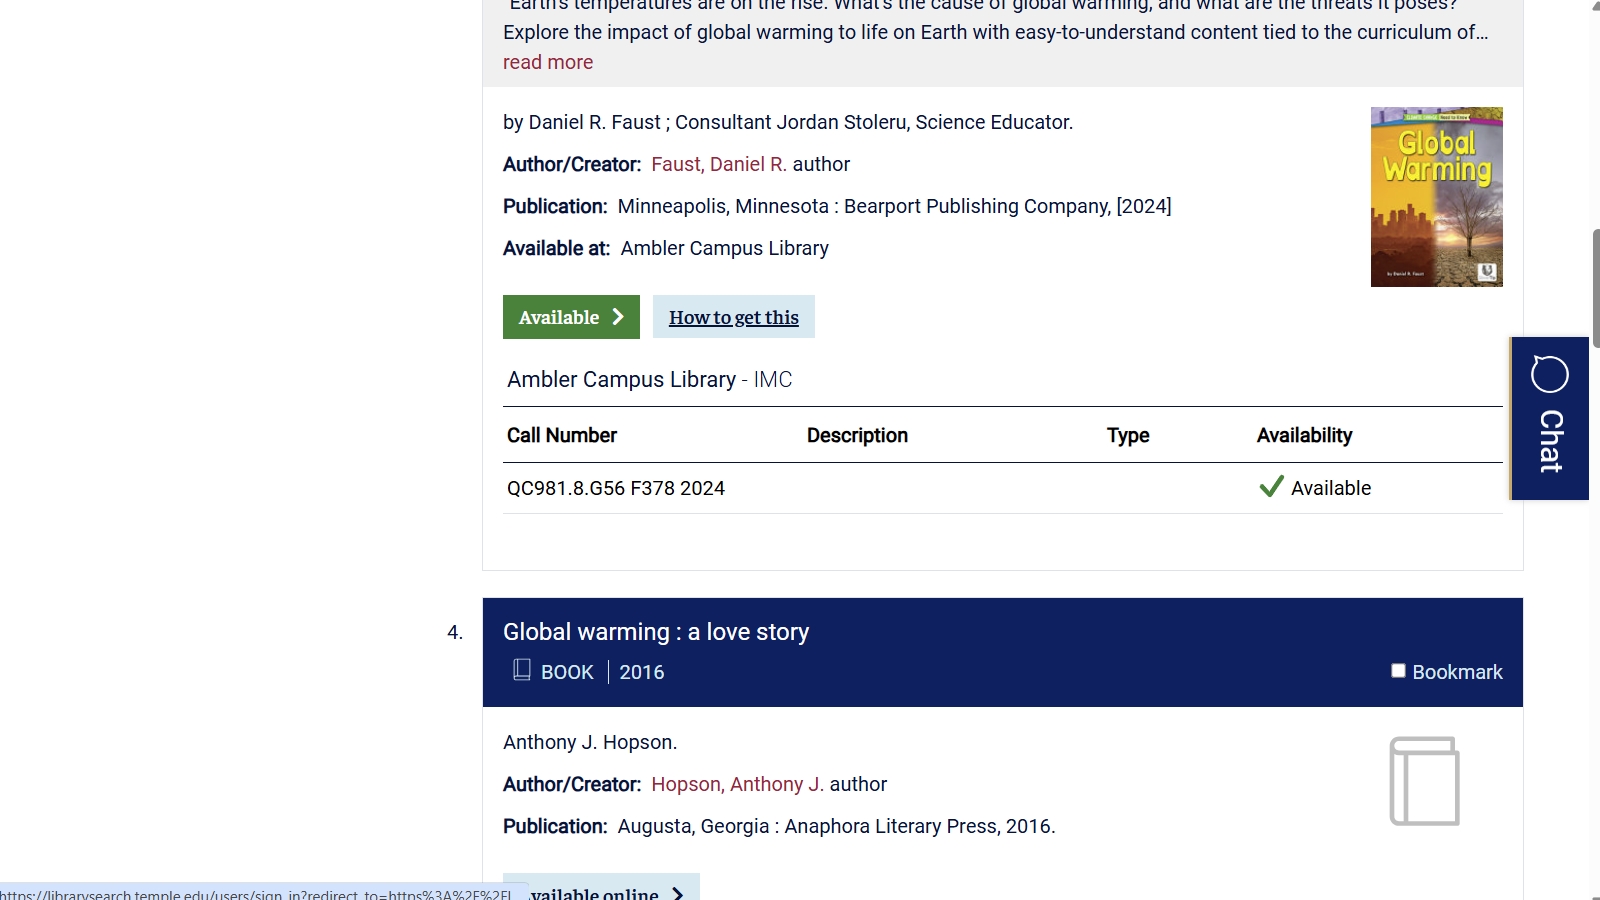 "Earth's temperatures are on the rise. What's the cause of global warming, and what are the threats it poses?
Explore the impact of global warming to life on Earth with easy-to-understand content tied to the curriculum of...
read more
by Daniel R. Faust ; Consultant Jordan Stoleru, Science Educator.
Author/Creator: Faust, Daniel R. author
Publication: Minneapolis, Minnesota : Bearport Publishing Company, [2024]
Available at: Ambler Campus Library
Global
Warming
by Daniel R. Faust
Available
How to get this
Ambler Campus Library - IMC
Call Number Description Type Availability
QC981.8.G56 F378 2024 Available
Chat
4.
Global warming : a love story
BOOK | 2016
Bookmark
Anthony J. Hopson.
Author/Creator: Hopson, Anthony J. author
Publication: Augusta, Georgia : Anaphora Literary Press, 2016.
vailable online
https://librarysearch.temple.edu/users/sign_in?redirect_to=https%3A%2F%2Fl